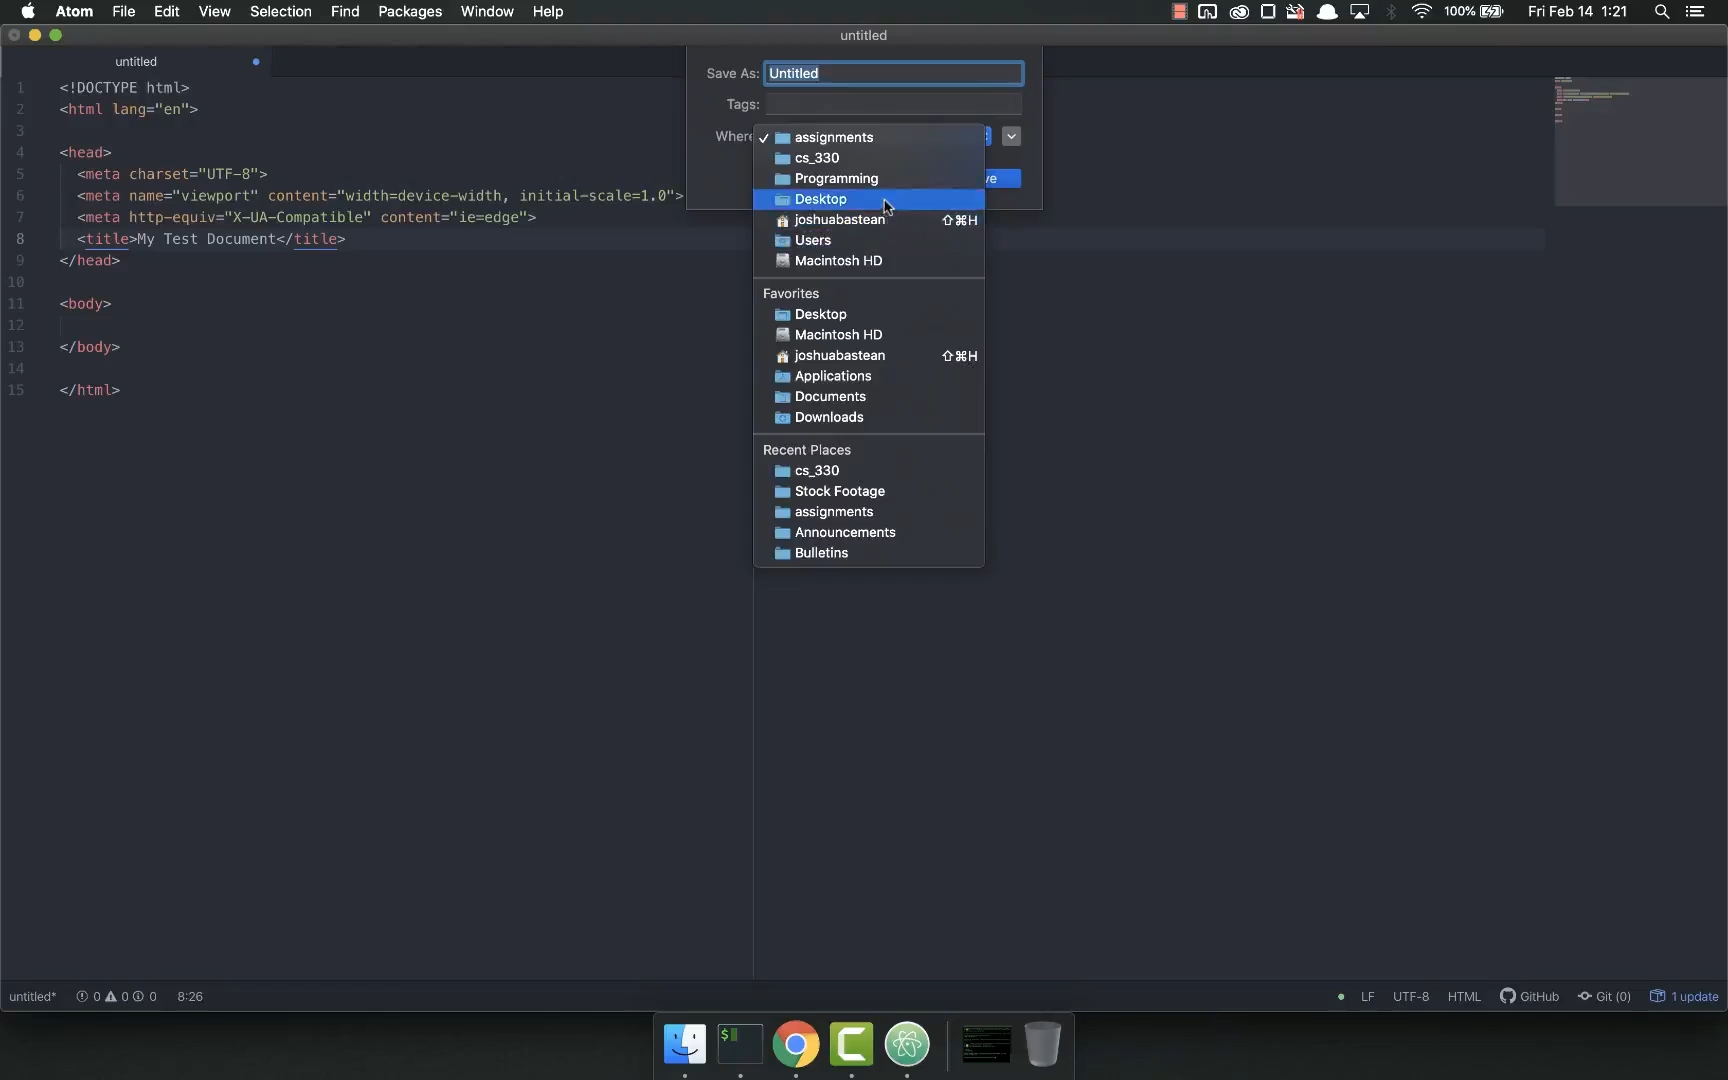 Atom File Edit View Selection Find Packages Window Help 100% Fri Feb 14 1:21
untitled
untitled
1 <!DOCTYPE html>
2 <html lang="en">
3
4 <head>
5 <meta charset="UTF-8">
6 <meta name="viewport" content="width=device-width, initial-scale=1.0">
7 <meta http-equiv="X-UA-Compatible" content="ie=edge">
8 <title>My Test Document</title>
9 </head>
10
11 <body>
12
13 </body>
14
15 </html>
Save As: Untitled
Tags:
Where
✓ assignments
cs_330
Programming
ve
Desktop
joshuabastean ⇧⌘H
Users
Macintosh HD
Favorites
Desktop
Macintosh HD
joshuabastean ⇧⌘H
Applications
Documents
Downloads
Recent Places
cs_330
Stock Footage
assignments
Announcements
Bulletins
untitled* 0 0 0 8:26 LF UTF-8 HTML GitHub Git (0) 1 update
$